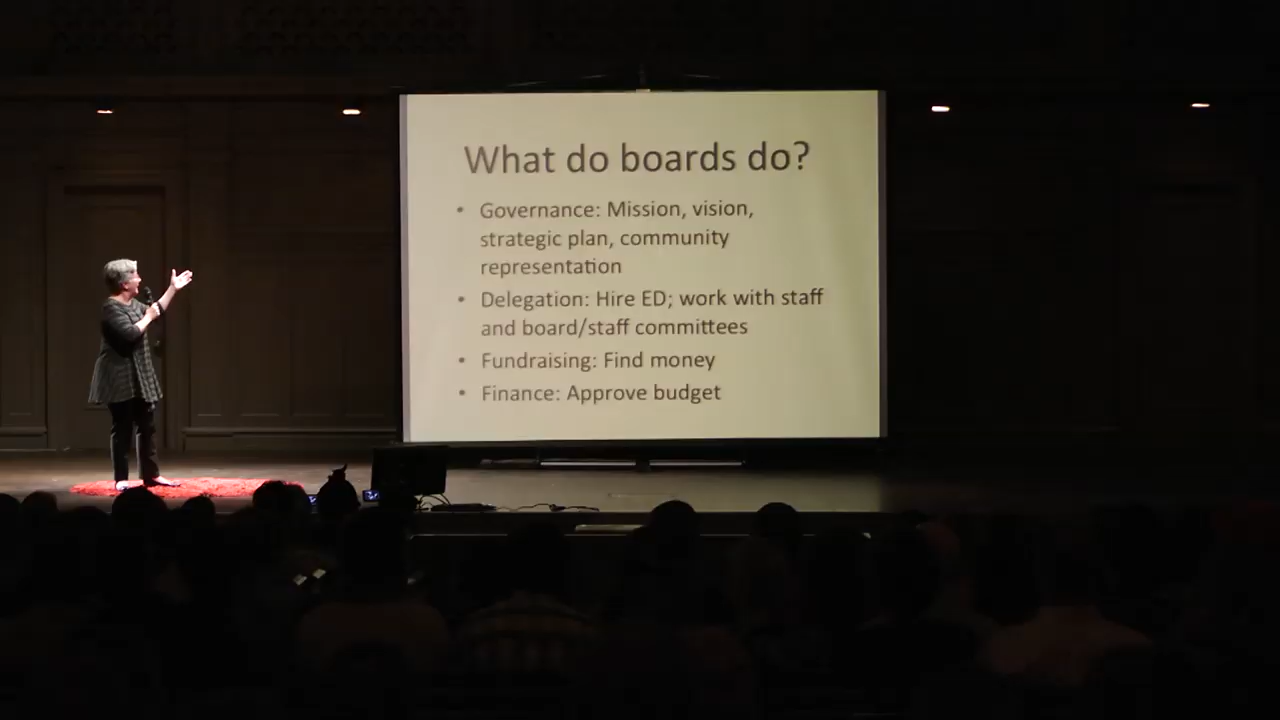 What do boards do?
• Governance: Mission, vision,
strategic plan, community
representation
• Delegation: Hire ED; work with staff
and board/staff committees
• Fundraising: Find money
• Finance: Approve budget